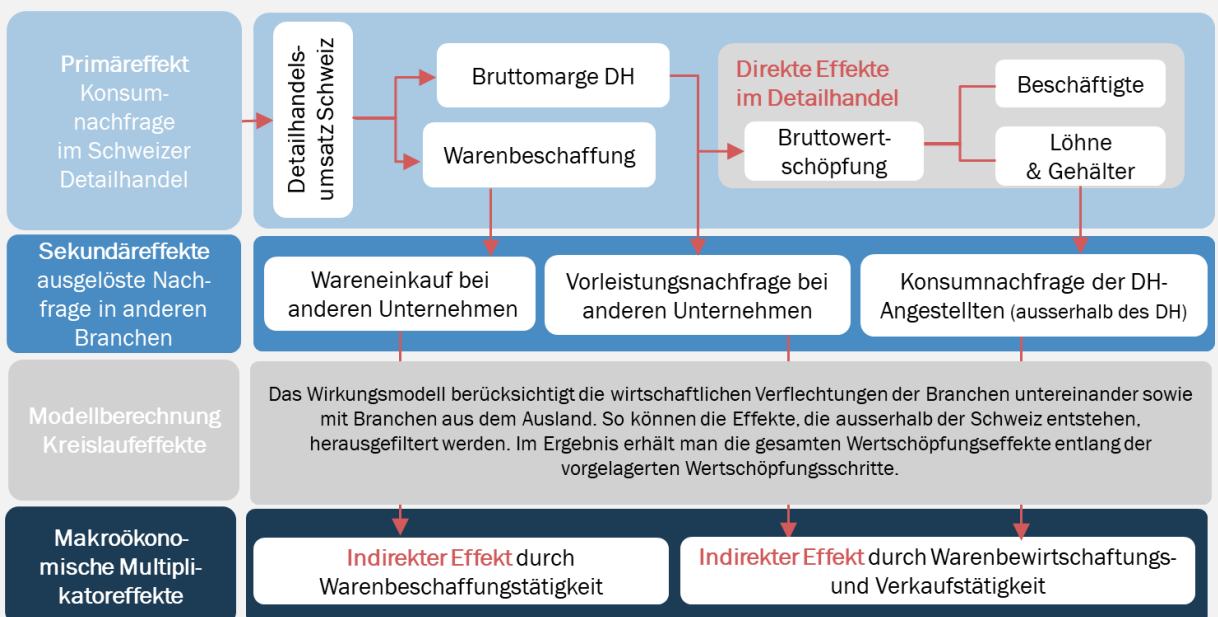 Primäreffekt
Konsum-
nachfrage
im Schweizer
Detailhandel
Detailhandels-
umsatz Schweiz
Bruttomarge DH
Warenbeschaffung
Direkte Effekte
im Detailhandel
Bruttowert-
schöpfung
Beschäftigte
Löhne
& Gehälter
Sekundäreffekte
ausgelöste Nach-
frage in anderen
Branchen
Wareneinkauf bei
anderen Unternehmen
Vorleistungsnachfrage bei
anderen Unternehmen
Konsumnachfrage der DH-
Angestellten (ausserhalb des DH)
Modellberechnung
Kreislaufeffekte
Das Wirkungsmodell berücksichtigt die wirtschaftlichen Verflechtungen der Branchen untereinander sowie
mit Branchen aus dem Ausland. So können die Effekte, die ausserhalb der Schweiz entstehen,
herausgefiltert werden. Im Ergebnis erhält man die gesamten Wertschöpfungseffekte entlang der
vorgelagerten Wertschöpfungsschritte.
Makroökono-
mische Multipli-
katoreffekte
Indirekter Effekt durch
Warenbeschaffungstätigkeit
Indirekter Effekt durch Warenbewirtschaftungs-
und Verkaufstätigkeit